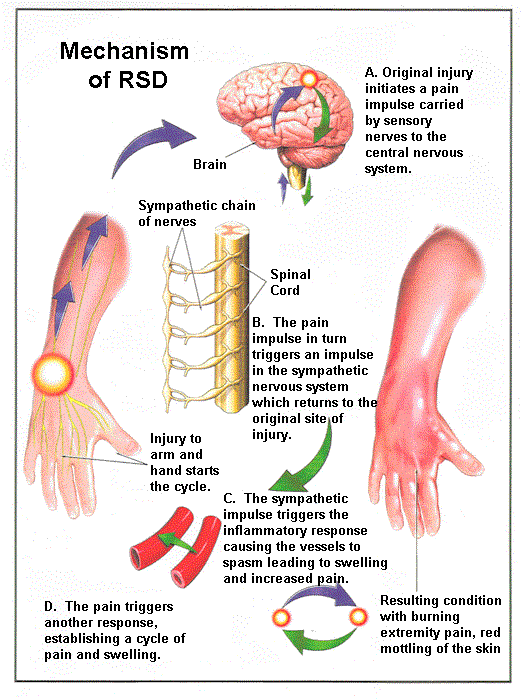 Mechanism
of RSD
A. Original injury
initiates a pain
impulse carried
by sensory
nerves to the
central nervous
system.
Brain
Sympathetic chain
of nerves
Spinal
Cord
B.  The pain
impulse in turn
triggers an impulse
in the sympathetic
nervous system
which returns to the
original site of
injury.
Injury to
arm and
hand starts
the cycle.
C.  The sympathetic
impulse triggers the
inflammatory response
causing the vessels to
spasm leading to swelling
and increased pain.
D.  The pain triggers
another response,
establishing a cycle of
pain and swelling.
Resulting condition
with burning
extremity pain, red
mottling of the skin